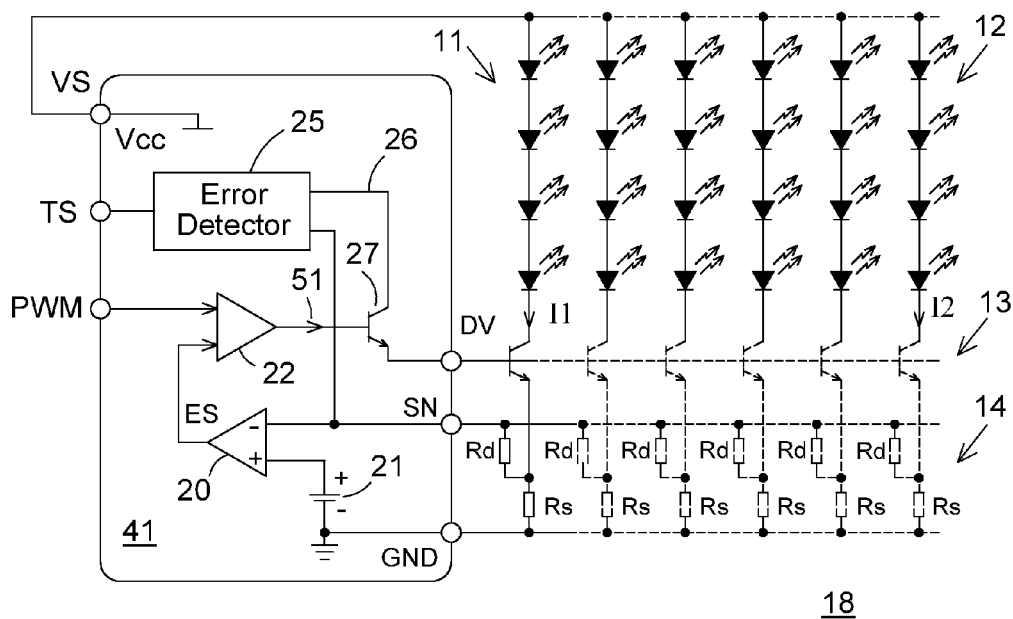 11
12
VS
Vcc
25
26
Error
Detector
TS
27
51
PWM
I1
I2
DV
13
22
ES
SN
14
Rd Rd Rd Rd Rd Rd
-
+
20
21
+
-
Rs Rs Rs Rs Rs Rs
41
GND
18